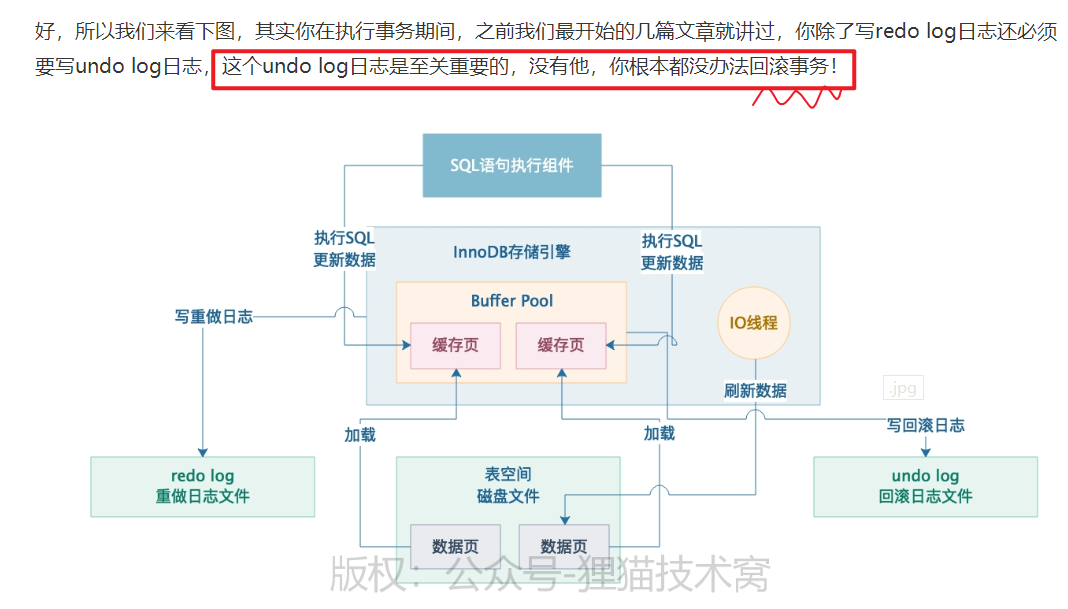 好，所以我们来看下图，其实你在执行事务期间，之前我们最开始的几篇文章就讲过，你除了写redo log日志还必须
要写undo log日志，这个undo log日志是至关重要的，没有他，你根本都没办法回滚事务！
SQL语句执行组件
执行SQL
更新数据
InnoDB存储引擎
执行SQL
更新数据
Buffer Pool
写重做日志
缓存页
缓存页
IO线程
刷新数据
.jpg
加载
加载
写回滚日志
redo log
重做日志文件
表空间
磁盘文件
undo log
回滚日志文件
数据页
数据页
版权：公众号-狸猫技术窝